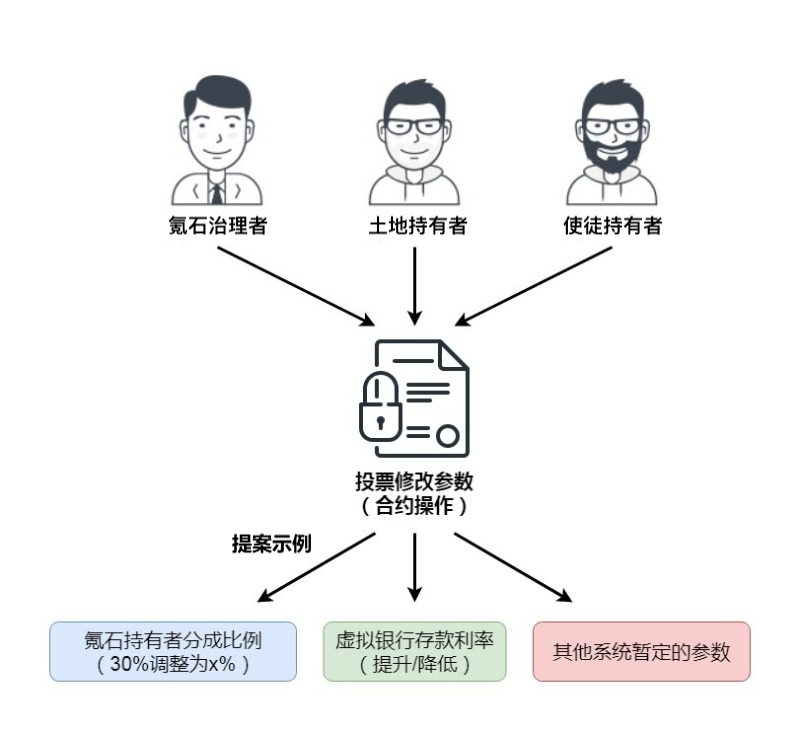 氪石治理者
土地持有者
使徒持有者
投票修改参数
（合约操作）
提案示例
氪石持有者分成比例
（30%调整为x%）
虚拟银行存款利率
（提升/降低）
其他系统暂定的参数